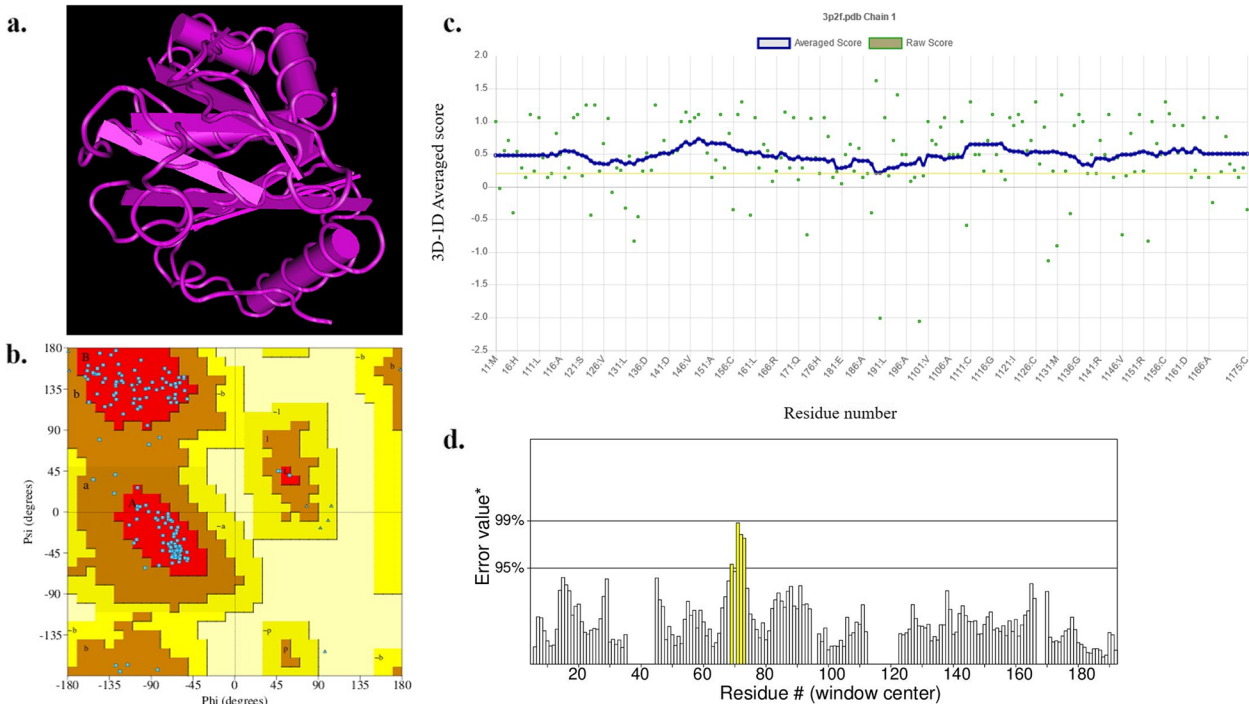 a.
c.
3p2f.pdb Chain 1
Averaged Score
Raw Score
3D-1D Averaged score
2.0
1.5
1.0
0.5
0
-0.5
-1.0
-1.5
-2.0
-2.5
11:M 16:H 111:L 116:A 121:S 126:V 131:L 136:D 141:D 146:V 151:A 156:C 161:L 166:R 171:Q 176:H 181:E 186:A 191:L 196:A 1101:V 1106:A 1111:C 1116:G 1121:I 1126:C 1131:M 1136:G 1141:R 1146:V 1151:R 1156:C 1161:D 1166:A 1175:C
Residue number
b.
180
135
90
45
0
-45
-90
-135
Psi (degrees)
B
b
a
A
~a
~b
~l
l
b
~b
~b
b
~p
p
~b
-180 -135 -90 -45 0 45 90 135 180
Phi (degrees)
d.
Error value*
99%
95%
20 40 60 80 100 120 140 160 180
Residue # (window center)